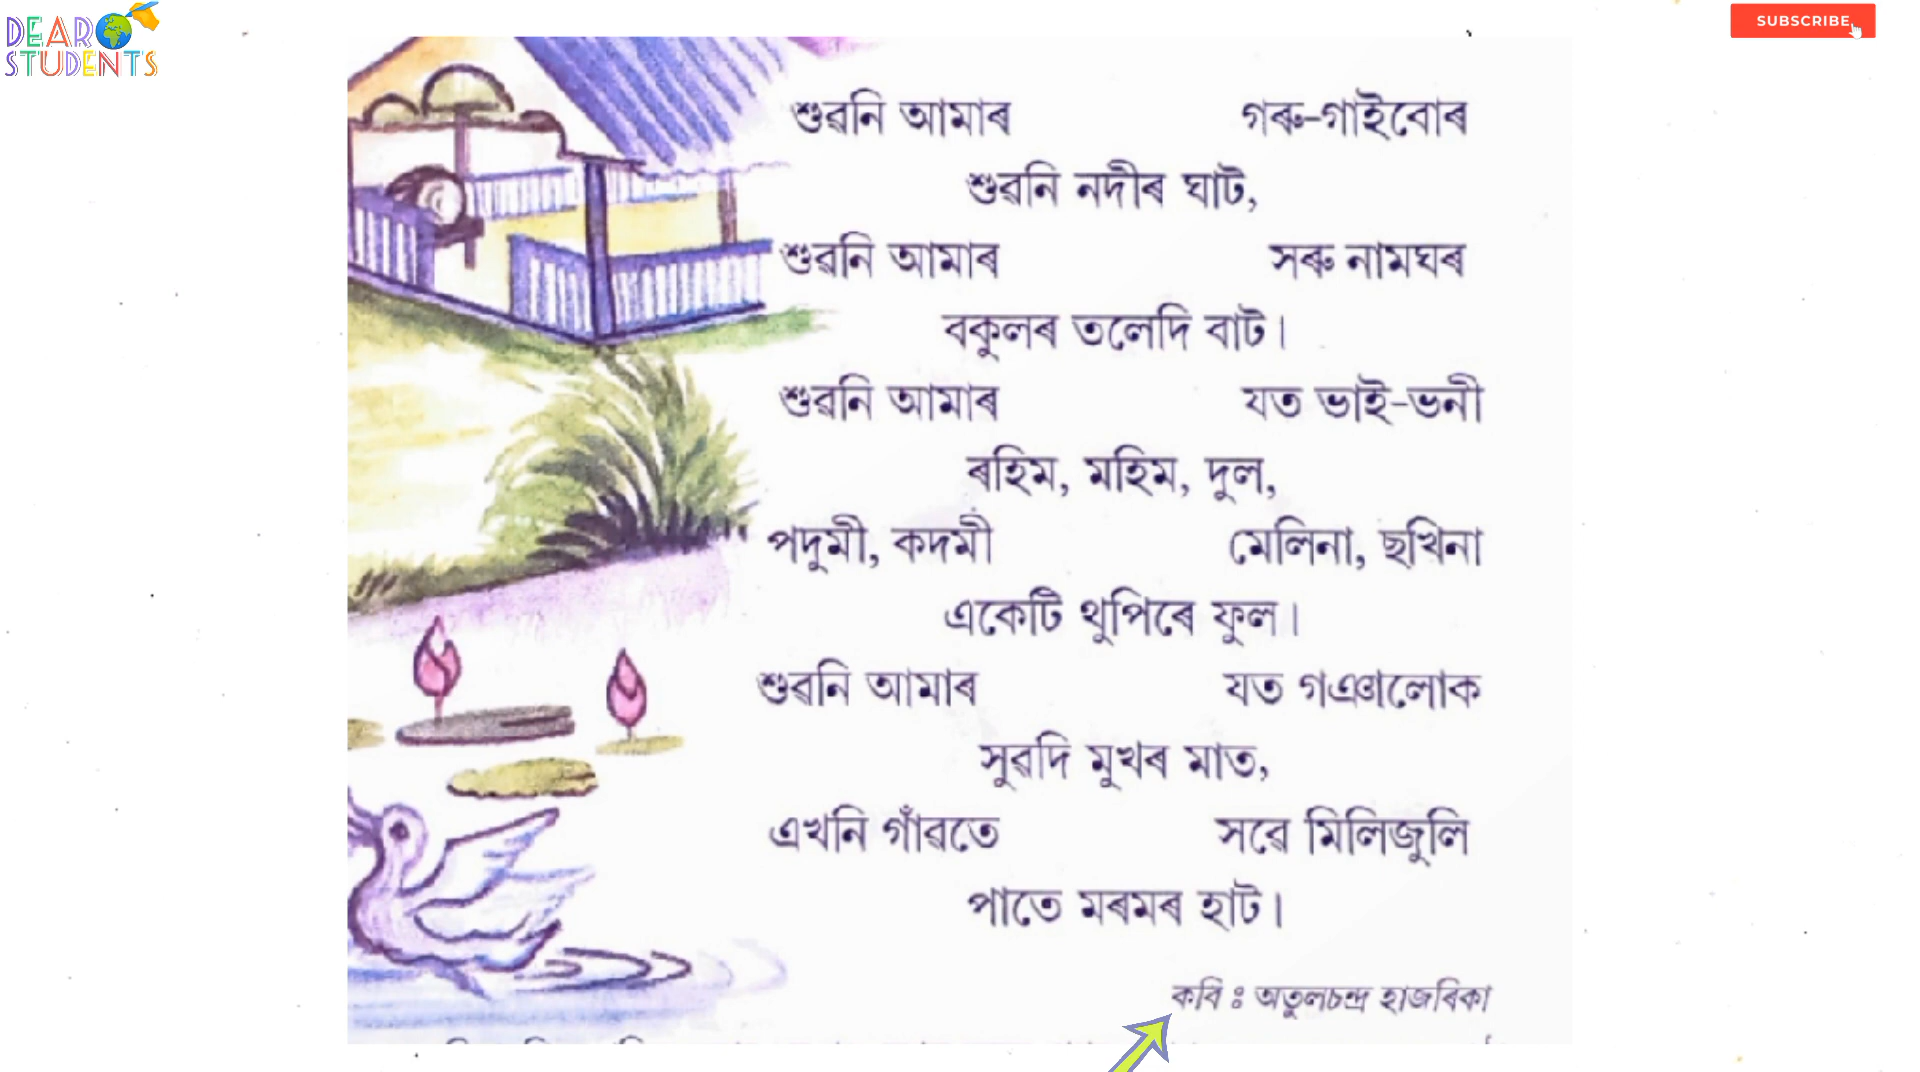 DEAR
STUDENTS
SUBSCRIBE
শুৱনি আমাৰ গৰু-গাইবোৰ
শুৱনি নদীৰ ঘাট,
শুৱনি আমাৰ সৰু নামঘৰ
বকুলৰ তলেদি বাট।
শুৱনি আমাৰ যত ভাই-ভনী
ৰহিম, মহিম, দুল,
পদুমী, কদমী মেলিনা, ছখিনা
একেটি থুপিৰে ফুল।
শুৱনি আমাৰ যত গঞালোক
সুৱদি মুখৰ মাত,
এখনি গাঁৱতে সৱে মিলিজুলি
পাতে মৰমৰ হাট।
কবি ঃ অতুলচন্দ্ৰ হাজৰিকা